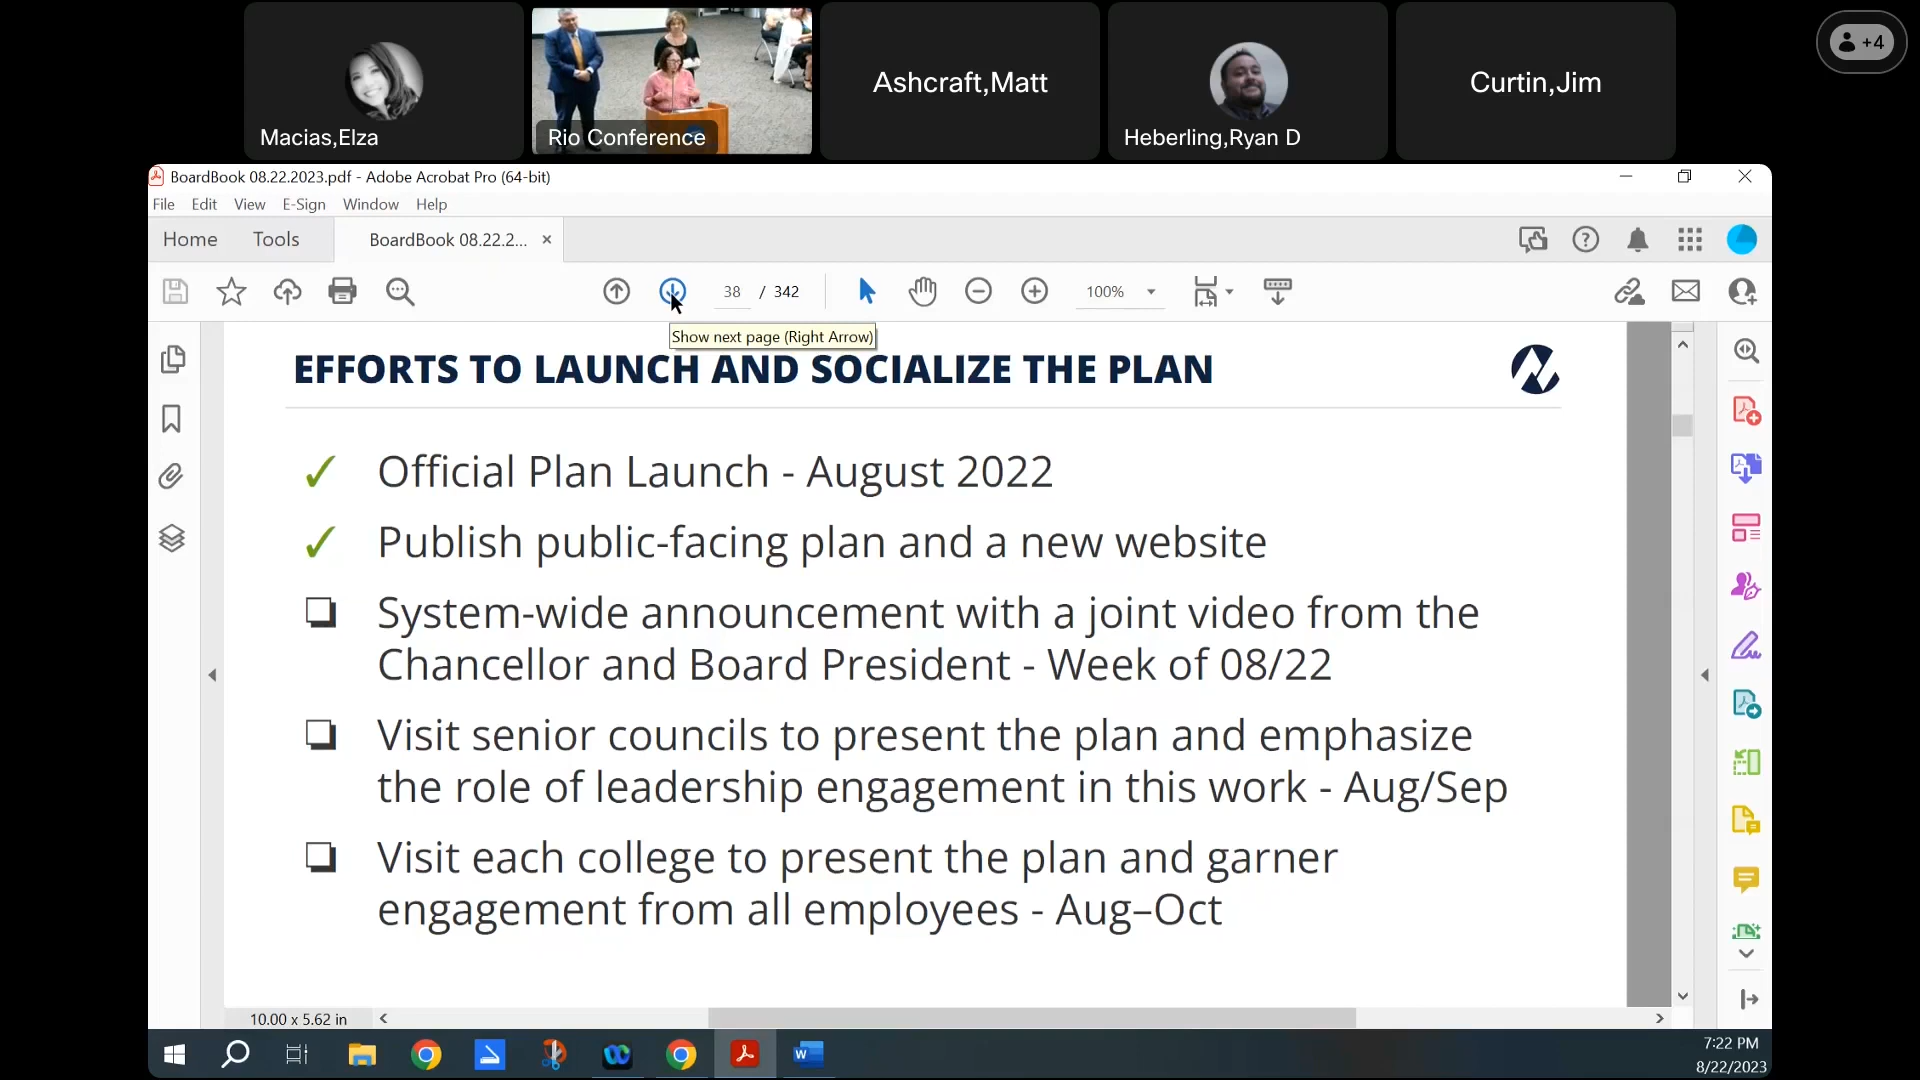 Macias,Elza
Rio Conference
Ashcraft,Matt
Heberling,Ryan D
Curtin,Jim
+4
BoardBook 08.22.2023.pdf - Adobe Acrobat Pro (64-bit)
File Edit View E-Sign Window Help
Home Tools BoardBook 08.22.2... ×
38 / 342 100%
Show next page (Right Arrow)
EFFORTS TO LAUNCH AND SOCIALIZE THE PLAN
✓ Official Plan Launch - August 2022
✓ Publish public-facing plan and a new website
❏ System-wide announcement with a joint video from the
Chancellor and Board President - Week of 08/22
❏ Visit senior councils to present the plan and emphasize
the role of leadership engagement in this work - Aug/Sep
❏ Visit each college to present the plan and garner
engagement from all employees - Aug–Oct
10.00 x 5.62 in
7:22 PM
8/22/2023